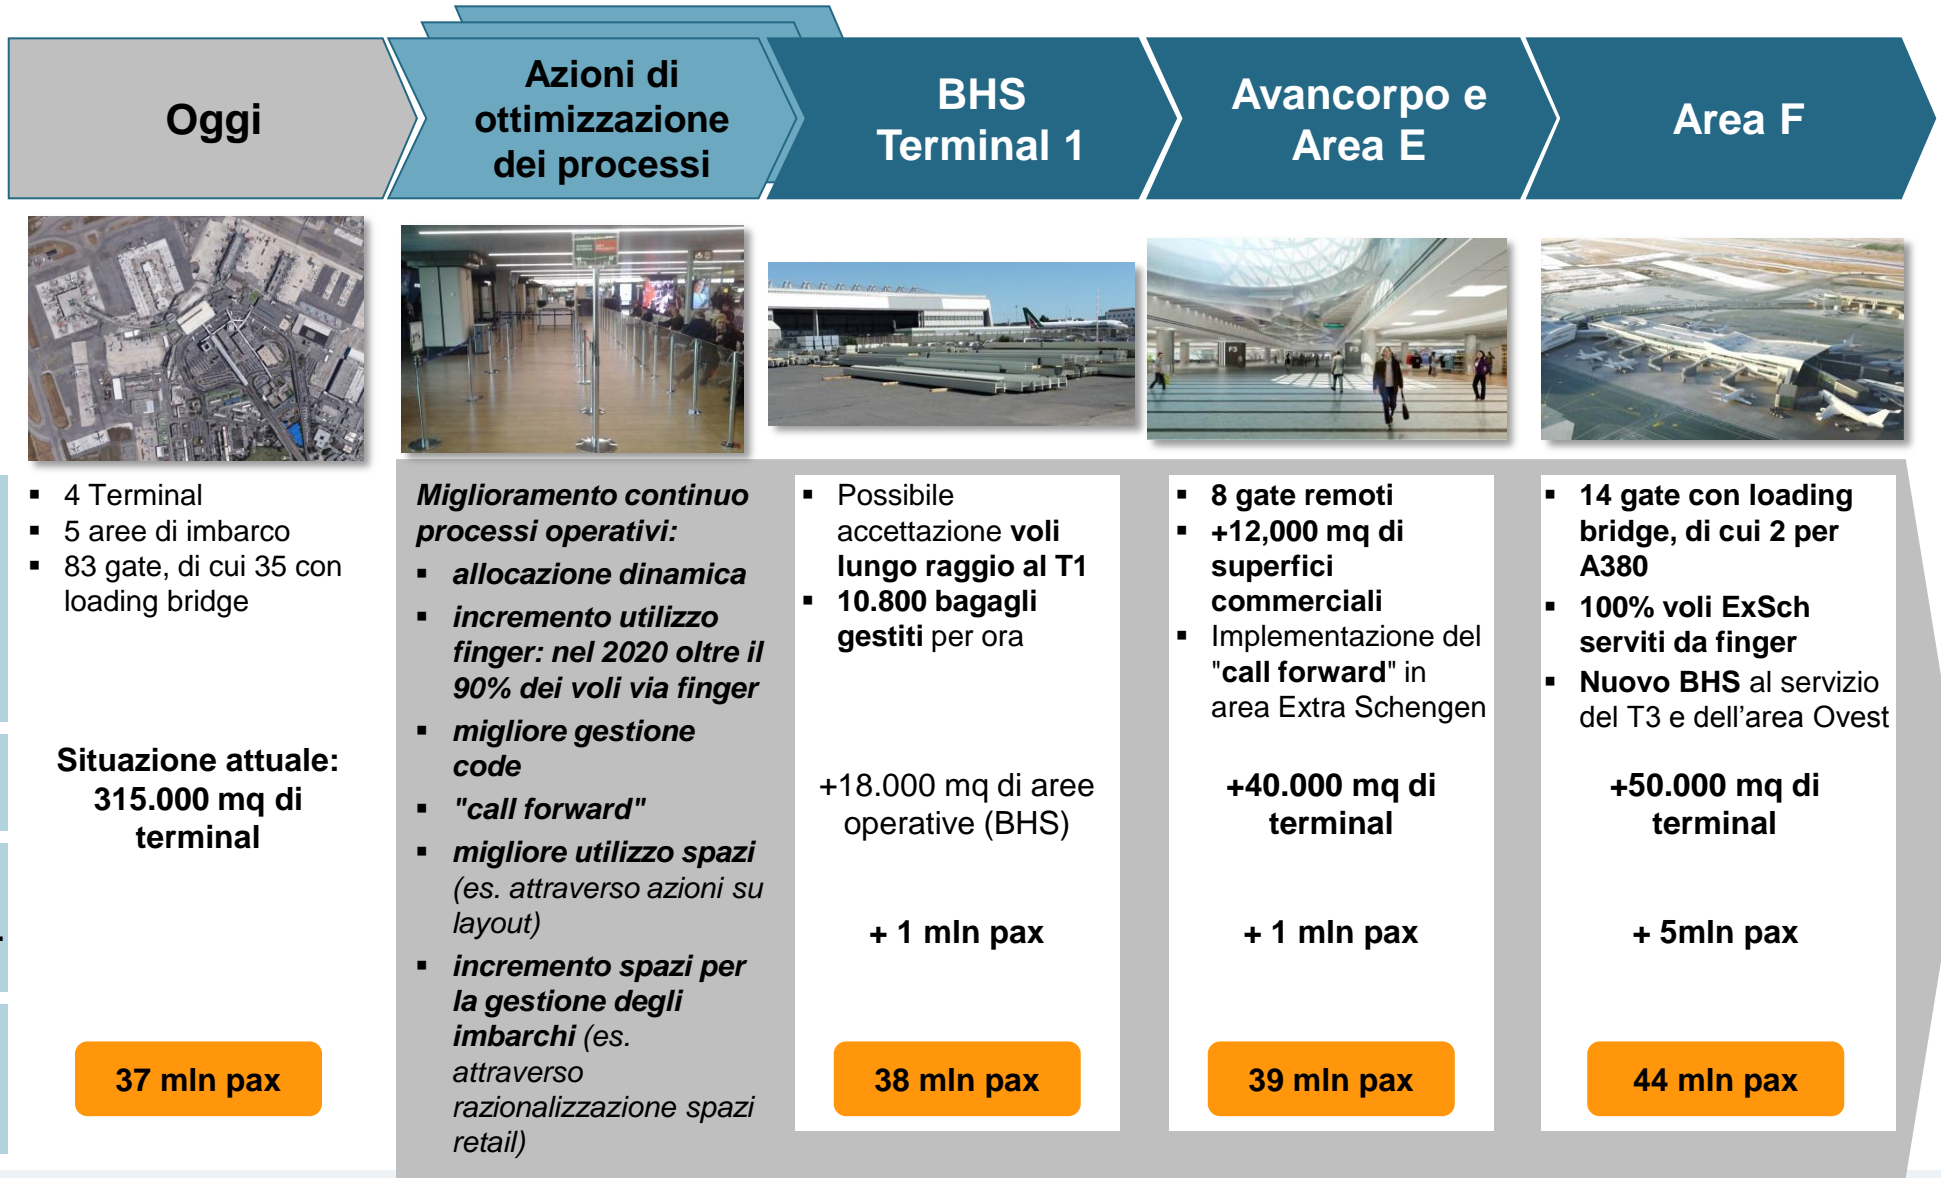 Oggi
Azioni di
ottimizzazione
dei processi
BHS
Terminal 1
Avancorpo e
Area E
Area F
▪ 4 Terminal
▪ 5 aree di imbarco
▪ 83 gate, di cui 35 con
loading bridge
Situazione attuale:
315.000 mq di
terminal
37 mln pax
Miglioramento continuo
processi operativi:
▪ allocazione dinamica
▪ incremento utilizzo
finger: nel 2020 oltre il
90% dei voli via finger
▪ migliore gestione
code
▪ "call forward"
▪ migliore utilizzo spazi
(es. attraverso azioni su
layout)
▪ incremento spazi per
la gestione degli
imbarchi (es.
attraverso
razionalizzazione spazi
retail)
▪ Possibile
accettazione voli
lungo raggio al T1
▪ 10.800 bagagli
gestiti per ora
+18.000 mq di aree
operative (BHS)
+ 1 mln pax
38 mln pax
▪ 8 gate remoti
▪ +12,000 mq di
superfici
commerciali
▪ Implementazione del
"call forward" in
area Extra Schengen
+40.000 mq di
terminal
+ 1 mln pax
39 mln pax
▪ 14 gate con loading
bridge, di cui 2 per
A380
▪ 100% voli ExSch
serviti da finger
▪ Nuovo BHS al servizio
del T3 e dell’area Ovest
+50.000 mq di
terminal
+ 5mln pax
44 mln pax